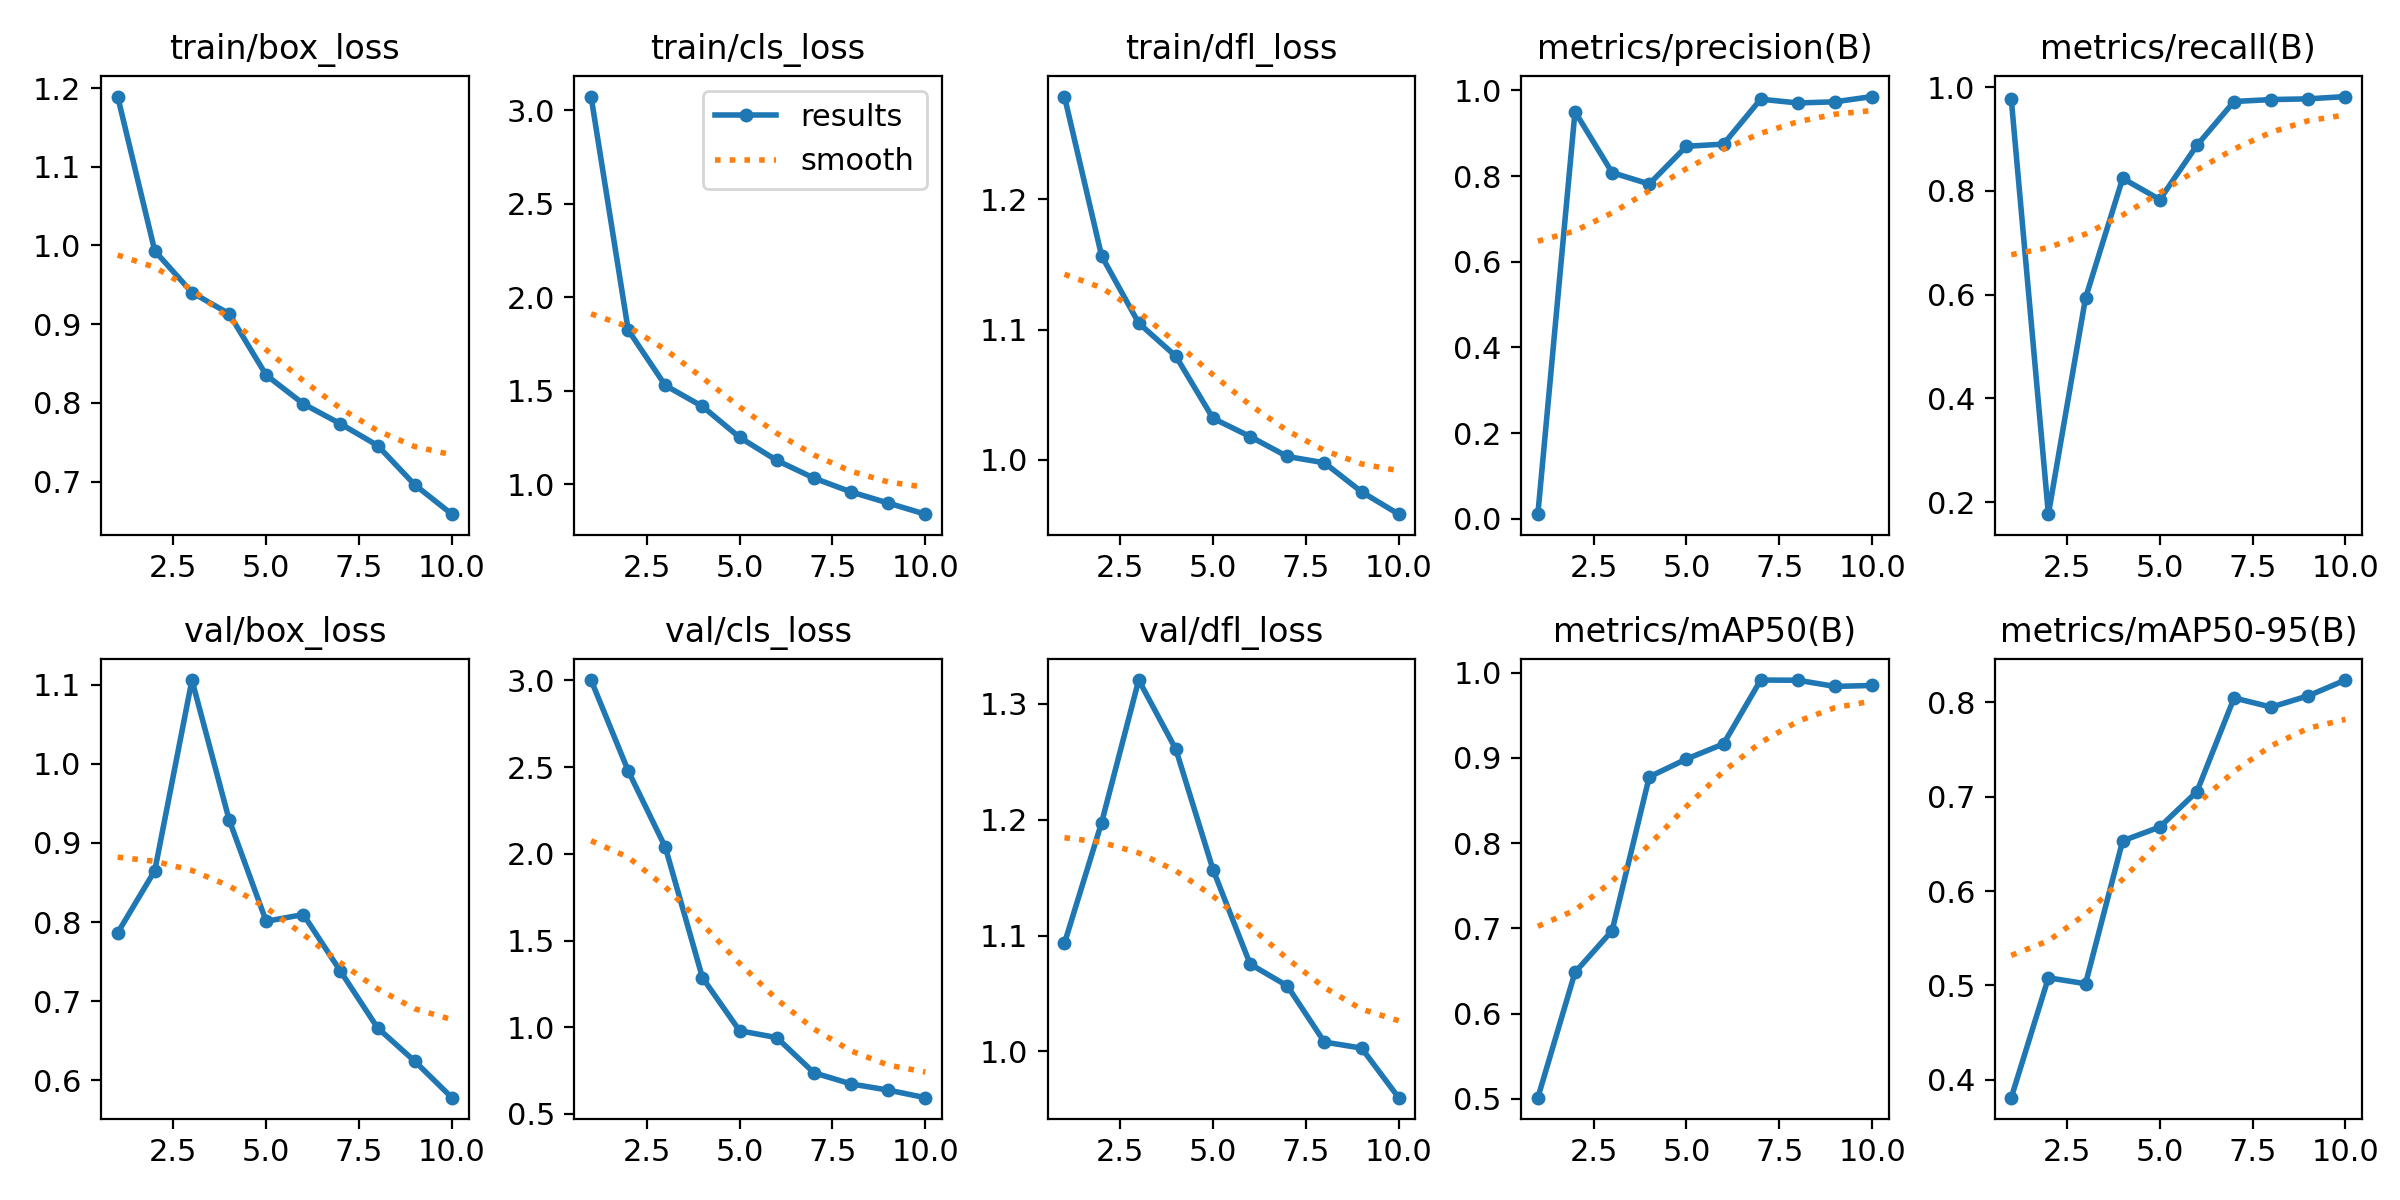 train/box_loss
1.2
1.1
1.0
0.9
0.8
0.7
2.5 5.0 7.5 10.0
train/cls_loss
results
smooth
3.0
2.5
2.0
1.5
1.0
2.5 5.0 7.5 10.0
train/dfl_loss
1.2
1.1
1.0
2.5 5.0 7.5 10.0
metrics/precision(B)
1.0
0.8
0.6
0.4
0.2
0.0
2.5 5.0 7.5 10.0
metrics/recall(B)
1.0
0.8
0.6
0.4
0.2
2.5 5.0 7.5 10.0
val/box_loss
1.1
1.0
0.9
0.8
0.7
0.6
2.5 5.0 7.5 10.0
val/cls_loss
3.0
2.5
2.0
1.5
1.0
0.5
2.5 5.0 7.5 10.0
val/dfl_loss
1.3
1.2
1.1
1.0
2.5 5.0 7.5 10.0
metrics/mAP50(B)
1.0
0.9
0.8
0.7
0.6
0.5
2.5 5.0 7.5 10.0
metrics/mAP50-95(B)
0.8
0.7
0.6
0.5
0.4
2.5 5.0 7.5 10.0